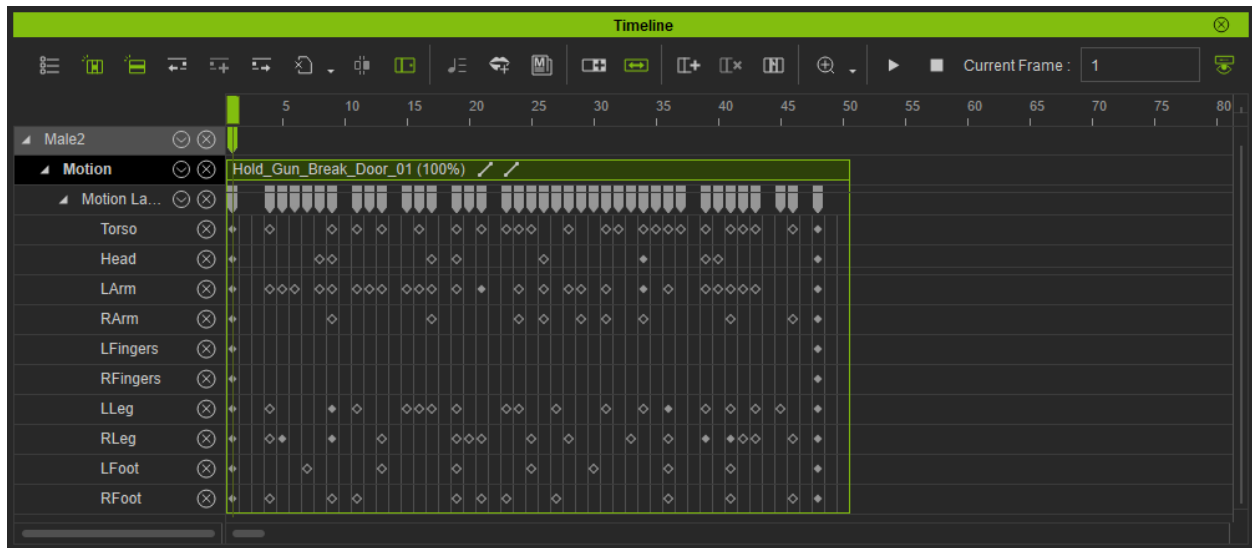 Timeline
Current Frame : 1
5 10 15 20 25 30 35 40 45 50 55 60 65 70 75 80
Male2
Motion
Hold_Gun_Break_Door_01 (100%)
Motion La...
Torso
Head
LArm
RArm
LFingers
RFingers
LLeg
RLeg
LFoot
RFoot